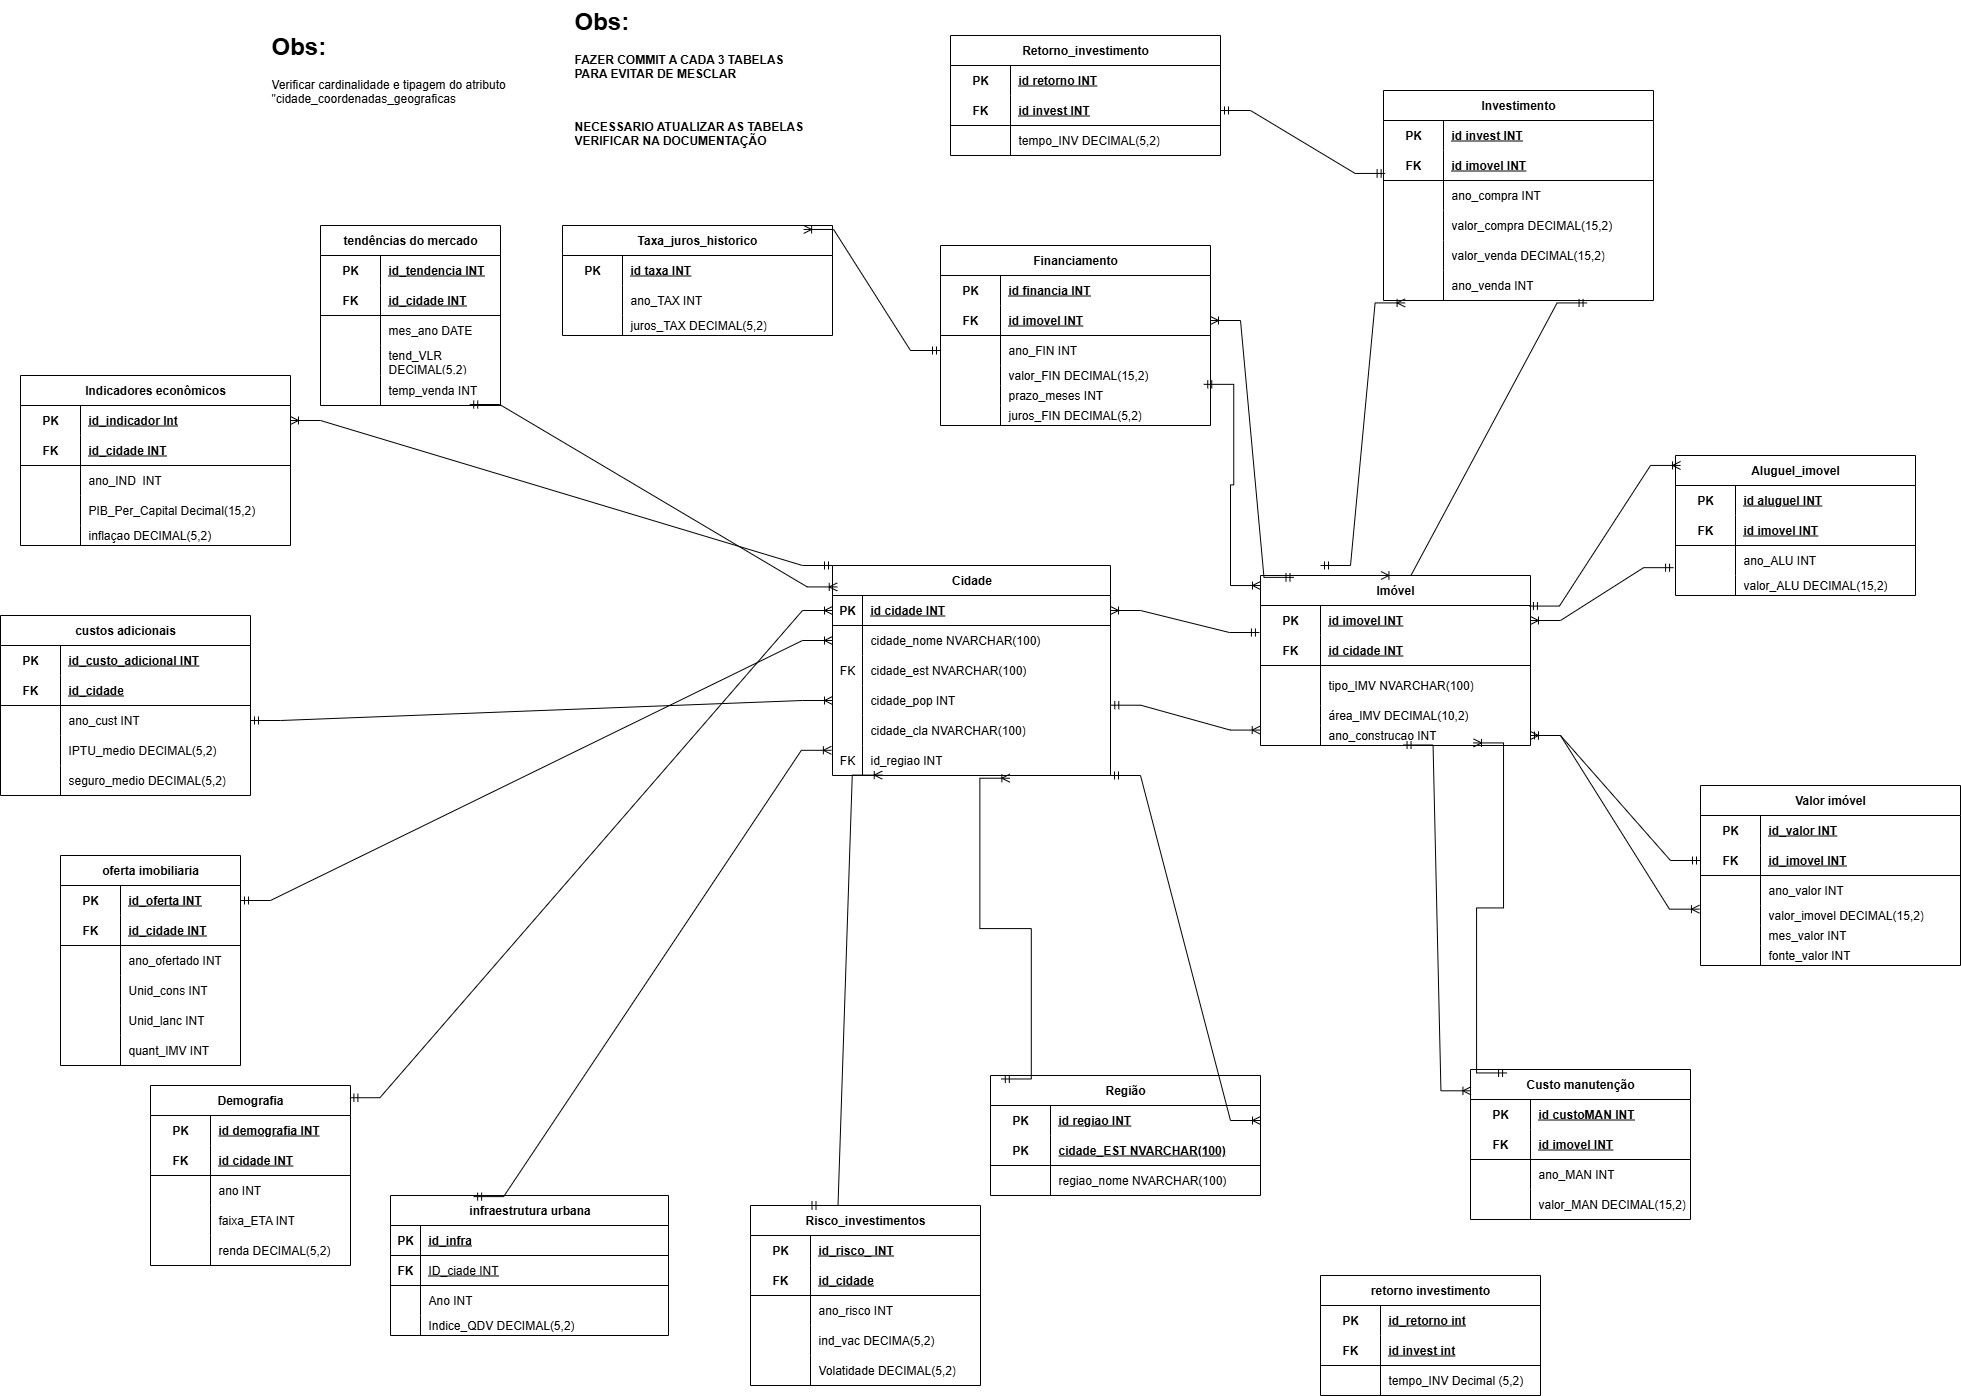 Obs:
Verificar cardinalidade e tipagem do atributo
"cidade_coordenadas_geograficas
Obs:
FAZER COMMIT A CADA 3 TABELAS
PARA EVITAR DE MESCLAR
NECESSARIO ATUALIZAR AS TABELAS
VERIFICAR NA DOCUMENTAÇÃO
Retorno_investimento
PK id retorno INT
FK id invest INT
tempo_INV DECIMAL(5,2)
Investimento
PK id invest INT
FK id imovel INT
ano_compra INT
valor_compra DECIMAL(15,2)
valor_venda DECIMAL(15,2)
ano_venda INT
tendências do mercado
PK id_tendencia INT
FK id_cidade INT
mes_ano DATE
tend_VLR
DECIMAL(5,2)
temp_venda INT
Taxa_juros_historico
PK id taxa INT
ano_TAX INT
juros_TAX DECIMAL(5,2)
Financiamento
PK id financia INT
FK id imovel INT
ano_FIN INT
valor_FIN DECIMAL(15,2)
prazo_meses INT
juros_FIN DECIMAL(5,2)
Indicadores econômicos
PK id_indicador Int
FK id_cidade INT
ano_IND INT
PIB_Per_Capital Decimal(15,2)
inflaçao DECIMAL(5,2)
Aluguel_imovel
PK id aluguel INT
FK id imovel INT
ano_ALU INT
valor_ALU DECIMAL(15,2)
Cidade
PK id cidade INT
cidade_nome NVARCHAR(100)
FK cidade_est NVARCHAR(100)
cidade_pop INT
cidade_cla NVARCHAR(100)
FK id_regiao INT
Imóvel
PK id imovel INT
FK id cidade INT
tipo_IMV NVARCHAR(100)
área_IMV DECIMAL(10,2)
ano_construcao INT
custos adicionais
PK id_custo_adicional INT
FK id_cidade
ano_cust INT
IPTU_medio DECIMAL(5,2)
seguro_medio DECIMAL(5,2)
Valor imóvel
PK id_valor INT
FK id_imovel INT
ano_valor INT
valor_imovel DECIMAL(15,2)
mes_valor INT
fonte_valor INT
oferta imobiliaria
PK id_oferta INT
FK id_cidade INT
ano_ofertado INT
Unid_cons INT
Unid_lanc INT
quant_IMV INT
Demografia
PK id demografia INT
FK id cidade INT
ano INT
faixa_ETA INT
renda DECIMAL(5,2)
Região
PK id regiao INT
PK cidade_EST NVARCHAR(100)
regiao_nome NVARCHAR(100)
Custo manutenção
PK id custoMAN INT
FK id imovel INT
ano_MAN INT
valor_MAN DECIMAL(15,2)
infraestrutura urbana
PK id_infra
FK ID_ciade INT
Ano INT
Indice_QDV DECIMAL(5,2)
Risco_investimentos
PK id_risco_ INT
FK id_cidade
ano_risco INT
ind_vac DECIMA(5,2)
Volatidade DECIMAL(5,2)
retorno investimento
PK id_retorno int
FK id invest int
tempo_INV Decimal (5,2)